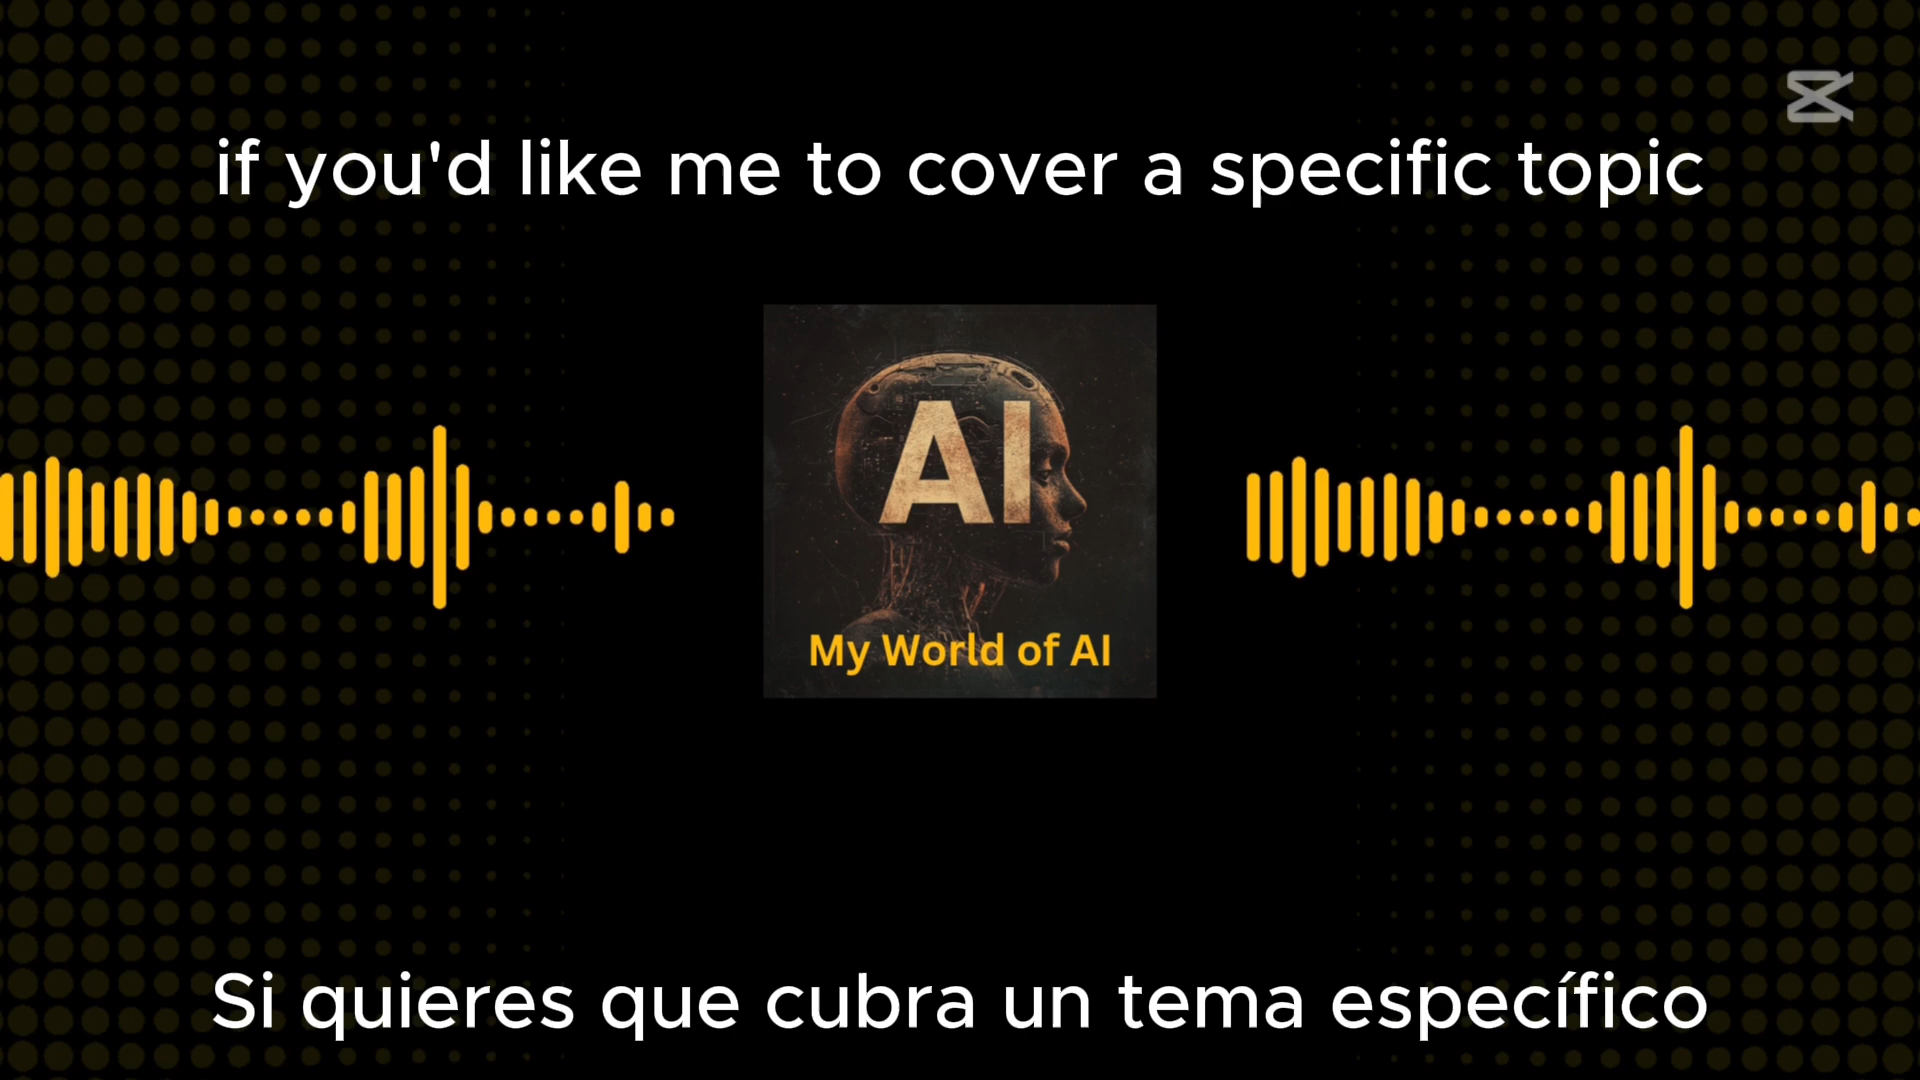 if you'd like me to cover a specific topic
AI
My World of AI
Si quieres que cubra un tema específico